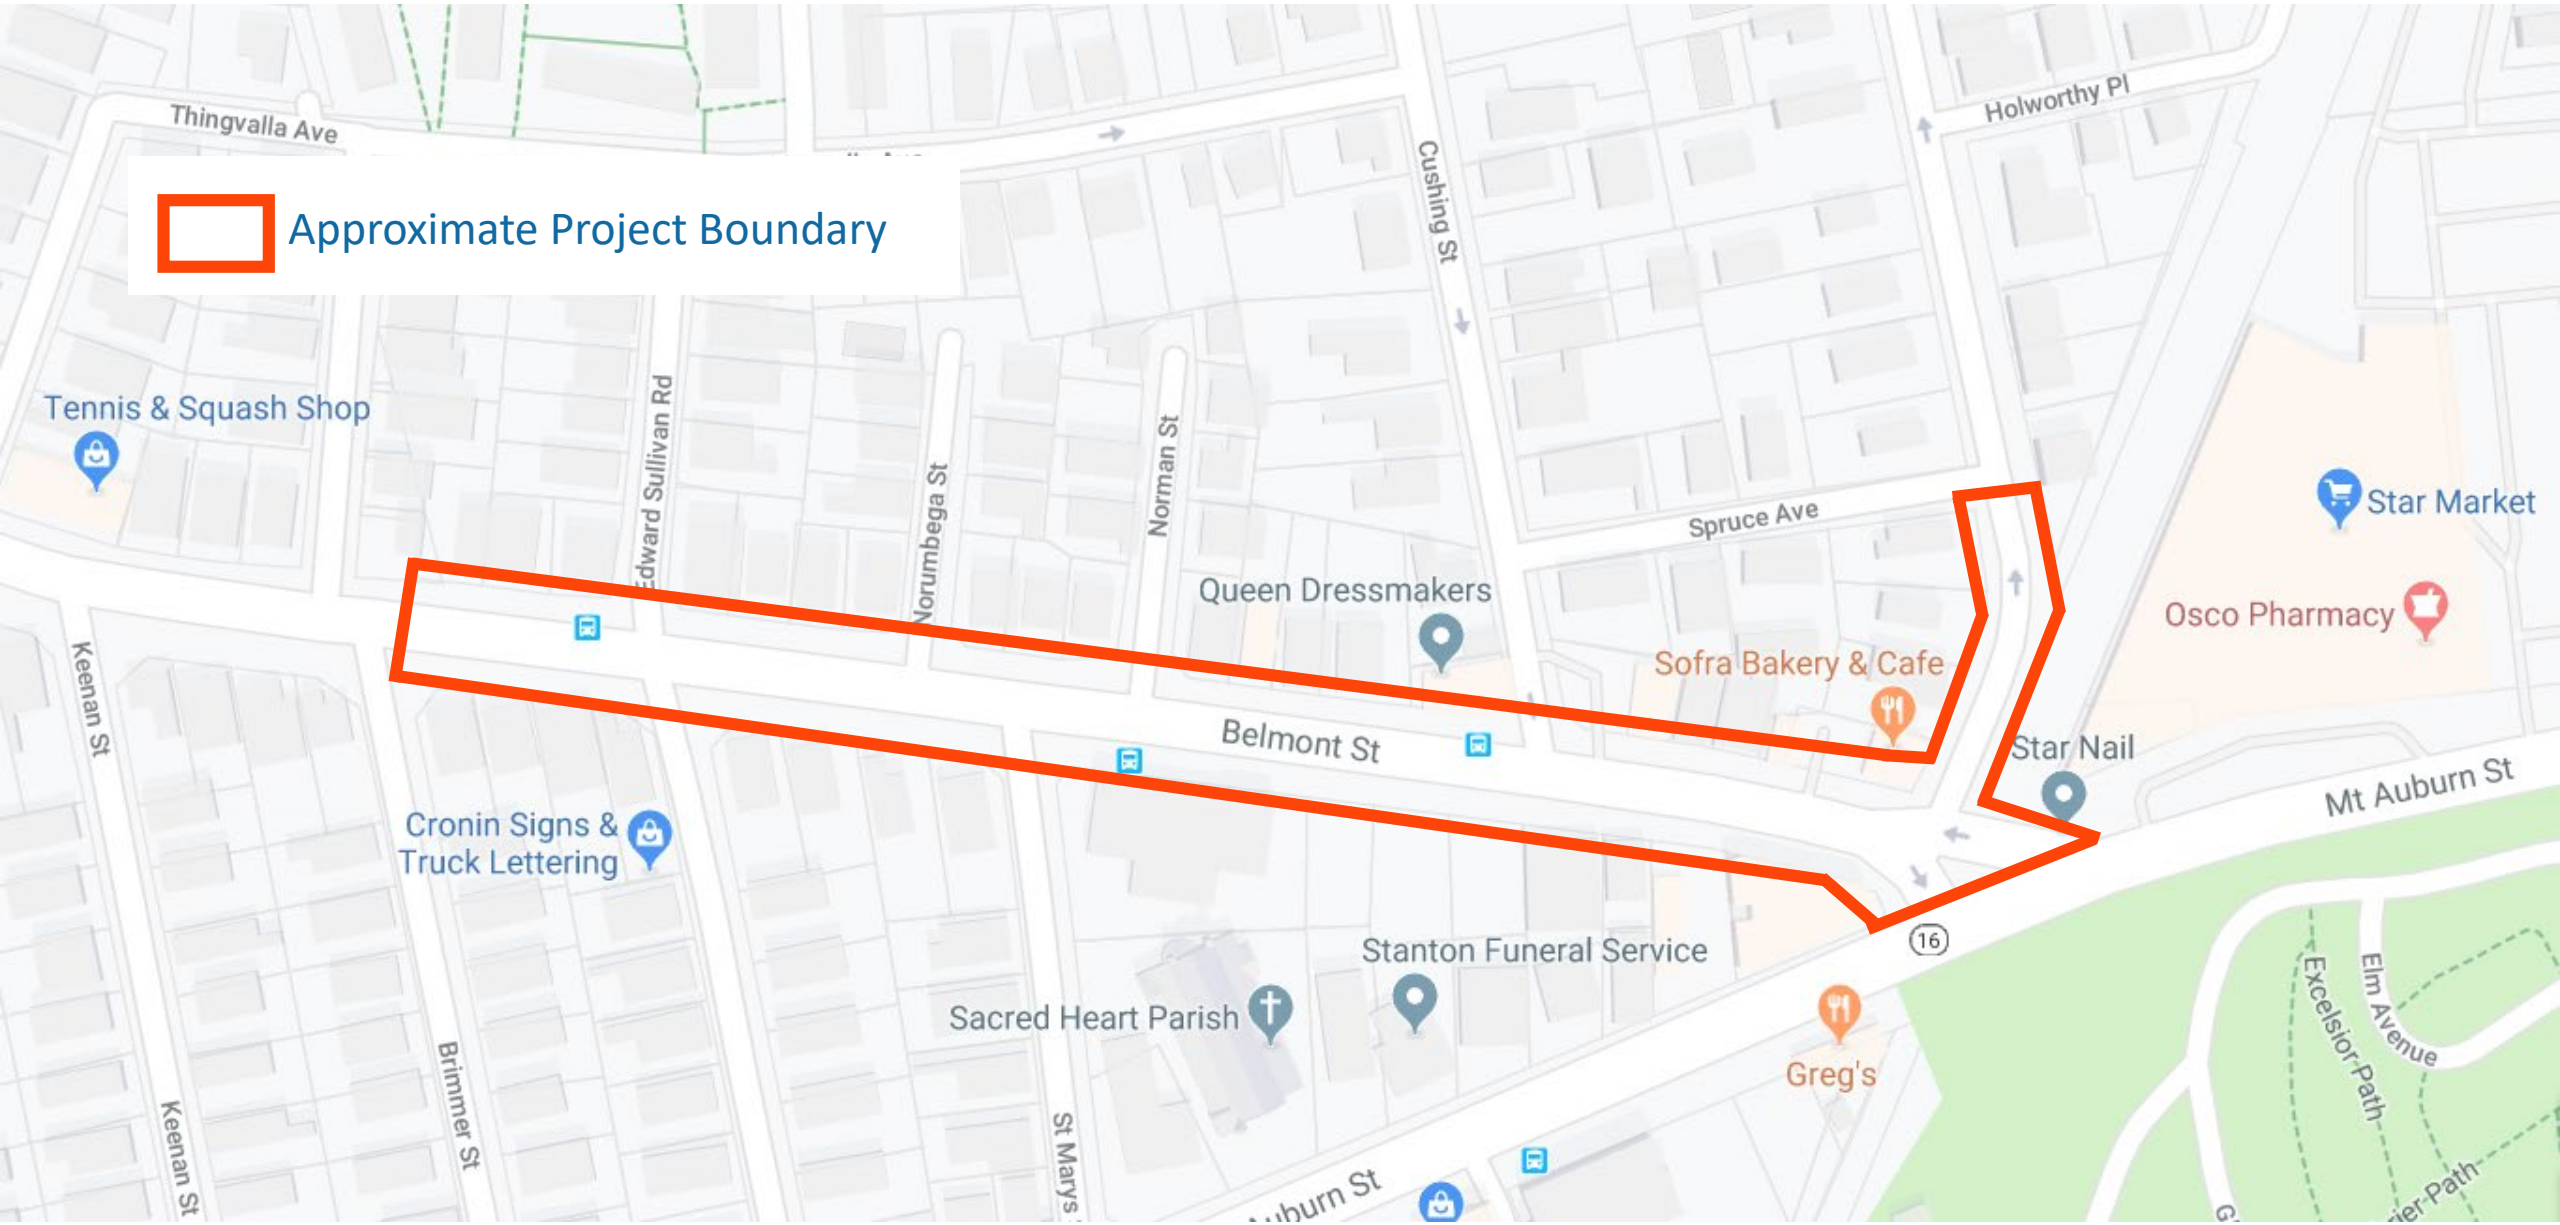 Thingvalla Ave
Holworthy Pl
Cushing St
Approximate Project Boundary
Tennis & Squash Shop
Edward Sullivan Rd
Norumbega St
Norman St
Spruce Ave
Star Market
Queen Dressmakers
Osco Pharmacy
Sofra Bakery & Cafe
Keenan St
Belmont St
Star Nail
Mt Auburn St
Cronin Signs &
Truck Lettering
16
Stanton Funeral Service
Sacred Heart Parish
Greg's
Elm Avenue
Excelsior Path
Brimmer St
Keenan St
St Marys
uburn St
ier Path